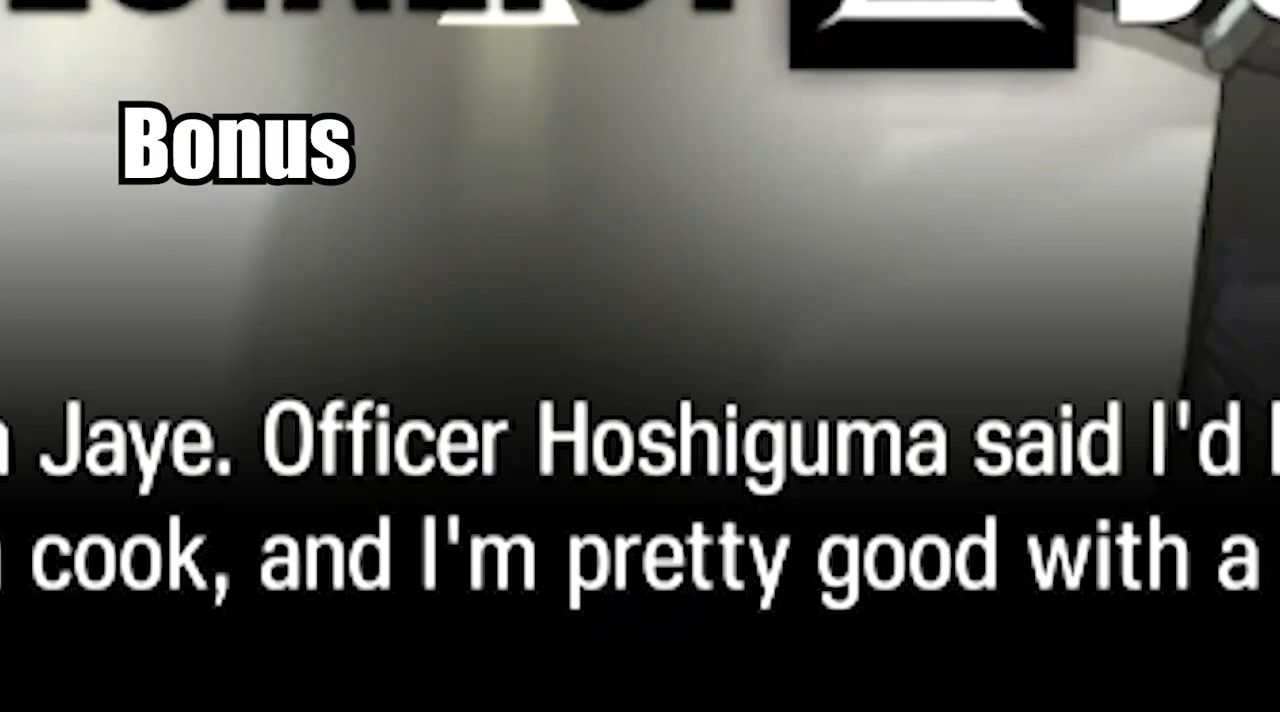 Bonus
Jaye. Officer Hoshiguma said I'd
cook, and I'm pretty good with a